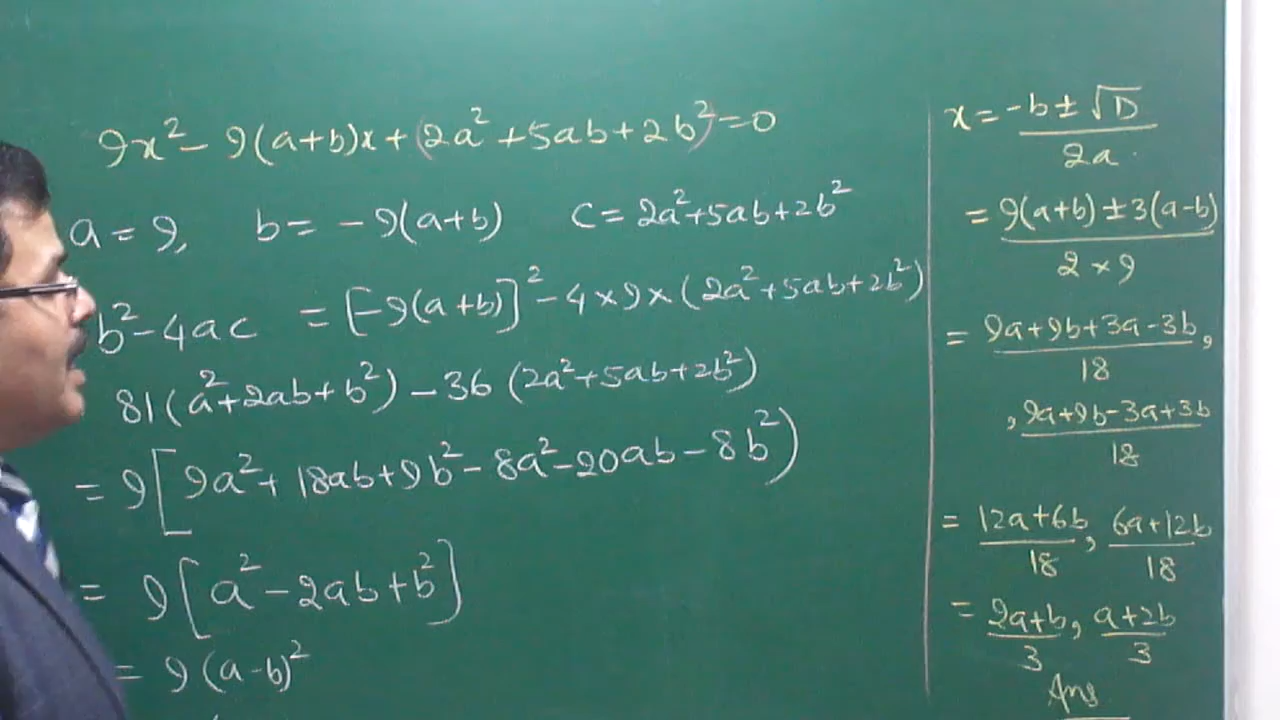 9x² - 9(a+b)x + (2a² + 5ab + 2b²) = 0
a = 9, b = - 9(a+b) c = 2a²+5ab+2b²
b² - 4ac = [-9(a+b)]² - 4×9×(2a²+5ab+2b²)
81(a²+2ab+b²) - 36 (2a²+5ab+2b²)
= 9[9a²+ 18ab+9b²- 8a²-20ab-8b²)
= 9[a² - 2ab + b²]
= 9(a-b)²
x = -b ± √D / 2a
= 9(a+b) ± 3(a-b) / 2×9
= 9a+9b+3a-3b / 18 ,
, 9a+9b-3a+3b / 18
= 12a+6b / 18 , 6a+12b / 18
= 2a+b / 3 , a+2b / 3
Ans